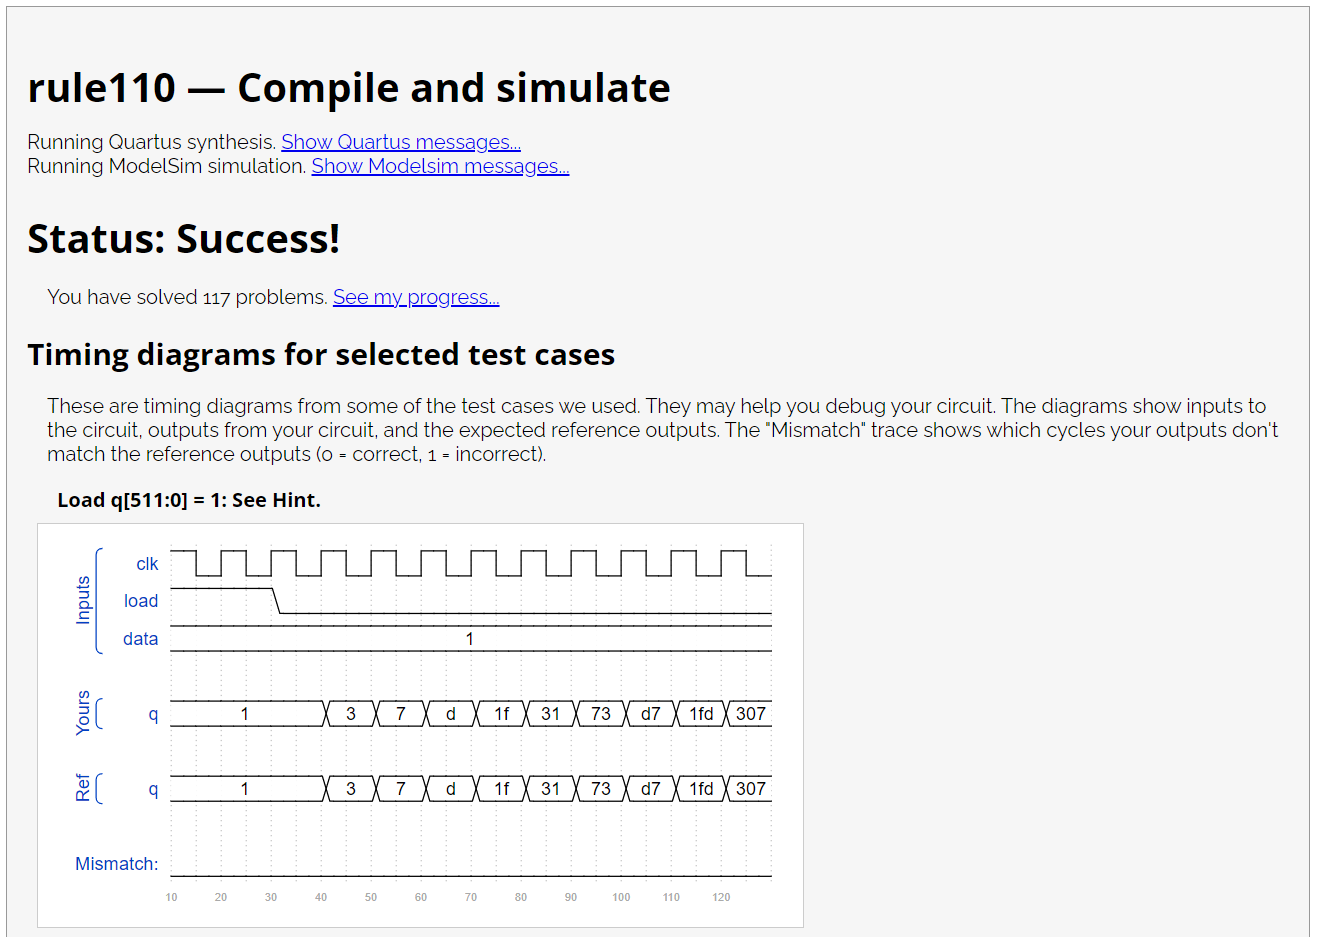 rule110 — Compile and simulate
Running Quartus synthesis. Show Quartus messages...
Running ModelSim simulation. Show Modelsim messages...
Status: Success!
You have solved 117 problems. See my progress...
Timing diagrams for selected test cases
These are timing diagrams from some of the test cases we used. They may help you debug your circuit. The diagrams show inputs to
the circuit, outputs from your circuit, and the expected reference outputs. The "Mismatch" trace shows which cycles your outputs don't
match the reference outputs (0 = correct, 1 = incorrect).
Load q[511:0] = 1: See Hint.
Inputs
clk
load
data 1
Yours
q 1 3 7 d 1f 31 73 d7 1fd 307
Ref
q 1 3 7 d 1f 31 73 d7 1fd 307
Mismatch:
10 20 30 40 50 60 70 80 90 100 110 120